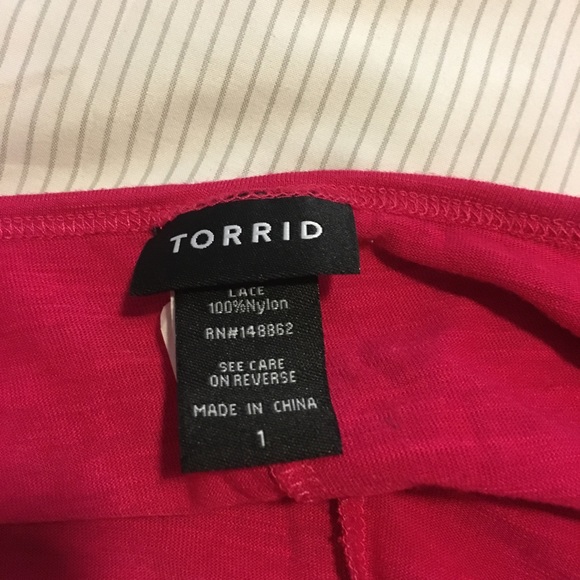 TORRID
LACE
100%Nylon
RN#148862
SEE CARE
ON REVERSE
MADE IN CHINA
1